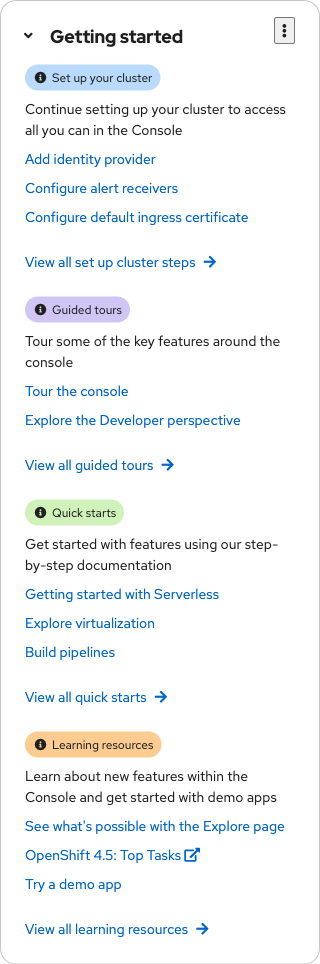 Getting started
Set up your cluster
Continue setting up your cluster to access
all you can in the Console
Add identity provider
Configure alert receivers
Configure default ingress certificate
View all set up cluster steps
Guided tours
Tour some of the key features around the
console
Tour the console
Explore the Developer perspective
View all guided tours
Quick starts
Get started with features using our step-
by-step documentation
Getting started with Serverless
Explore virtualization
Build pipelines
View all quick starts
Learning resources
Learn about new features within the
Console and get started with demo apps
See what's possible with the Explore page
OpenShift 4.5: Top Tasks
Try a demo app
View all learning resources